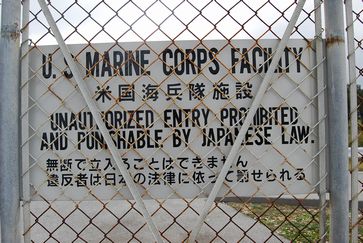 U. S. MARINE CORPS FACILITY
米国海兵隊施設
UNAUTHORIZED ENTRY PROHIBITED
AND PUNISHABLE BY JAPANESE LAW.
無断で立入ることはできません
違反者は日本の法律に依って罰せられる